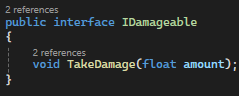 2 references
public interface IDamageable
{
2 references
void TakeDamage(float amount);
}